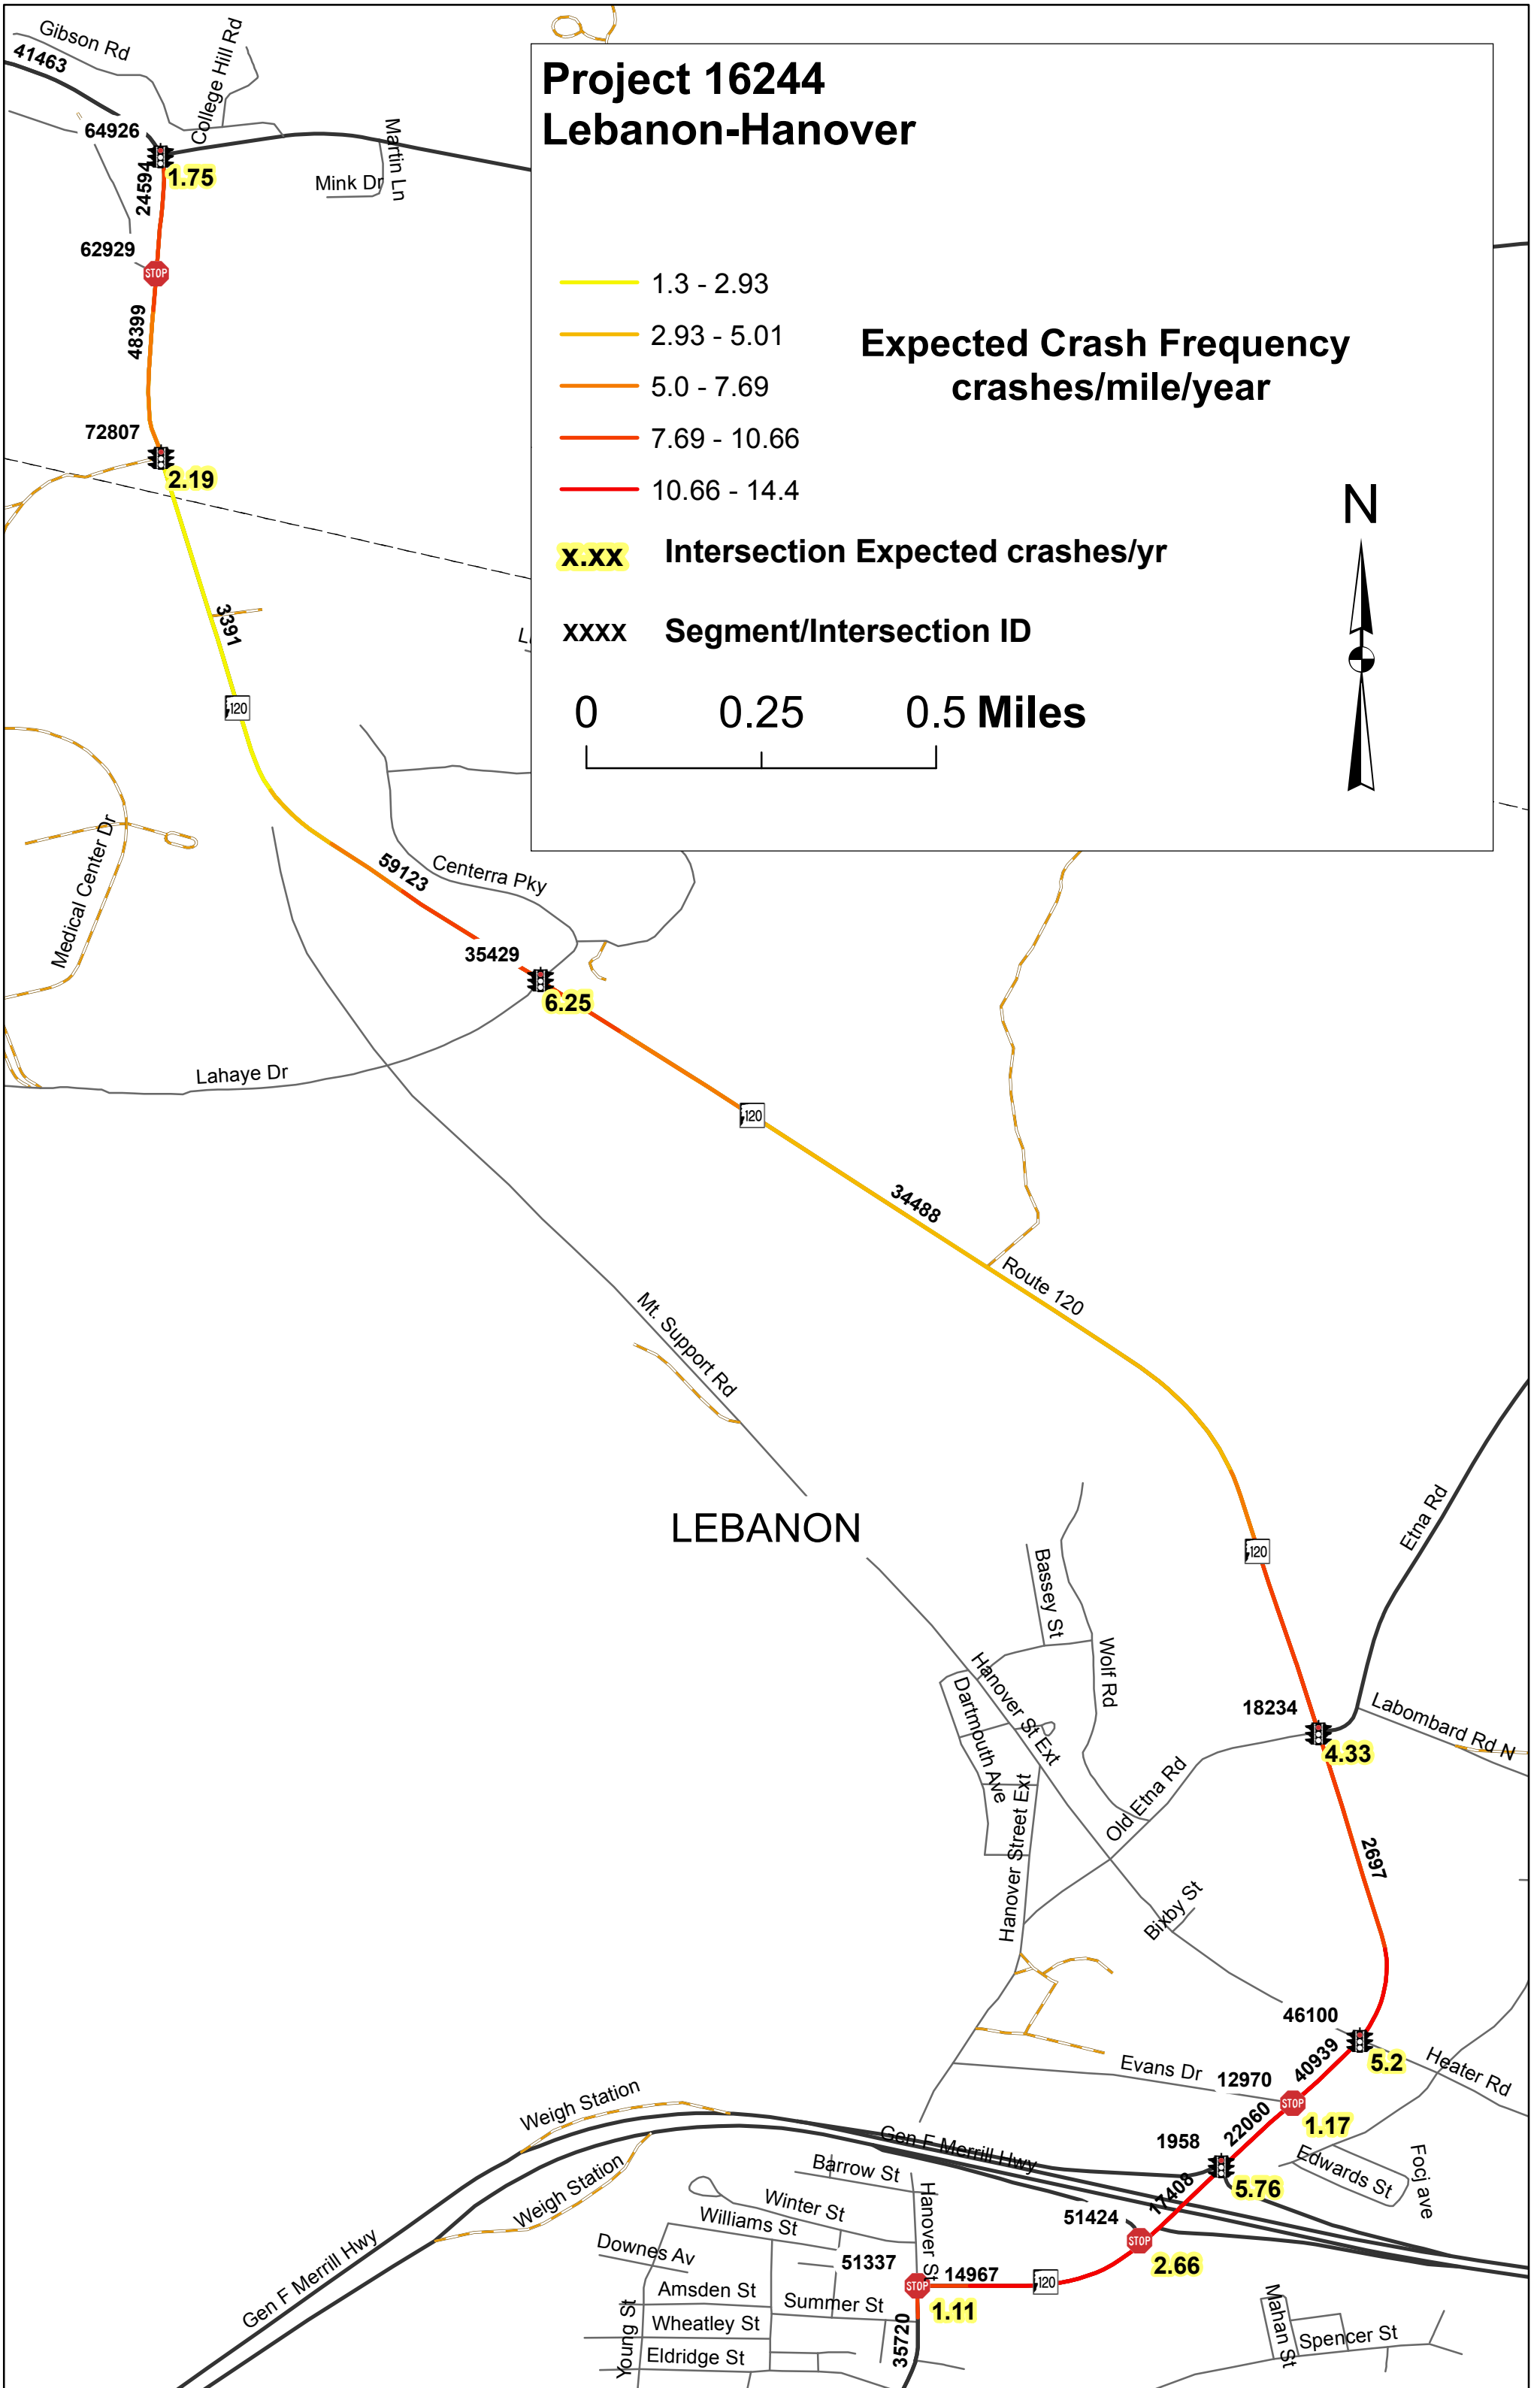 Gibson Rd
41463
College Hill Rd
64926
24594
1.75
Martin Ln
Mink Dr
62929
STOP
48399
72807
2.19
3391
120
Project 16244
Lebanon-Hanover
1.3 - 2.93
2.93 - 5.01
5.0 - 7.69
7.69 - 10.66
10.66 - 14.4
Expected Crash Frequency
crashes/mile/year
x.xx Intersection Expected crashes/yr
xxxx Segment/Intersection ID
N
0 0.25 0.5 Miles
Medical Center Dr
59123
Centerra Pky
35429
6.25
Lahaye Dr
120
34488
Route 120
Mt. Support Rd
LEBANON
120
Etna Rd
Bassey St
Wolf Rd
Hanover St Ext
Dartmouth Ave
Hanover Street Ext
18234
4.33
Labombard Rd N
Old Etna Rd
2697
Bixby St
46100
5.2
40939
Heater Rd
Evans Dr
12970
STOP
1.17
22060
1958
5.76
Edwards St
Focj ave
17408
51424
STOP
2.66
Weigh Station
Weigh Station
Gen F Merrill Hwy
Gen F Merrill Hwy
Barrow St
Winter St
Williams St
Hanover St
Downes Av
51337
STOP
14967
120
1.11
Amsden St
Summer St
Wheatley St
Young St
Eldridge St
35720
Mahan St
Spencer St